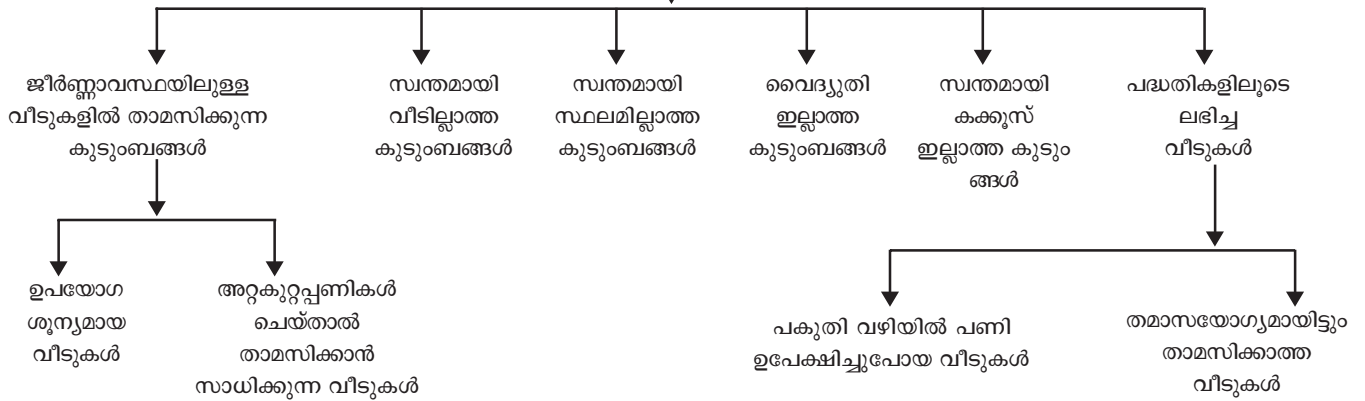 ജീർണ്ണാവസ്ഥയിലുള്ള
വീടുകളിൽ താമസിക്കുന്ന
കുടുംബങ്ങൾ
സ്വന്തമായി
വീടില്ലാത്ത
കുടുംബങ്ങൾ
സ്വന്തമായി
സ്ഥലമില്ലാത്ത
കുടുംബങ്ങൾ
വൈദ്യുതി
ഇല്ലാത്ത
കുടുംബങ്ങൾ
സ്വന്തമായി
കക്കൂസ്
ഇല്ലാത്ത കുടും
ങ്ങൾ
പദ്ധതികളിലൂടെ
ലഭിച്ച
വീടുകൾ
ഉപയോഗ
ശൂന്യമായ
വീടുകൾ
അറ്റകുറ്റപ്പണികൾ
ചെയ്താൽ
താമസിക്കാൻ
സാധിക്കുന്ന വീടുകൾ
പകുതി വഴിയിൽ പണി
ഉപേക്ഷിച്ചുപോയ വീടുകൾ
തമാസയോഗ്യമായിട്ടും
താമസിക്കാത്ത
വീടുകൾ